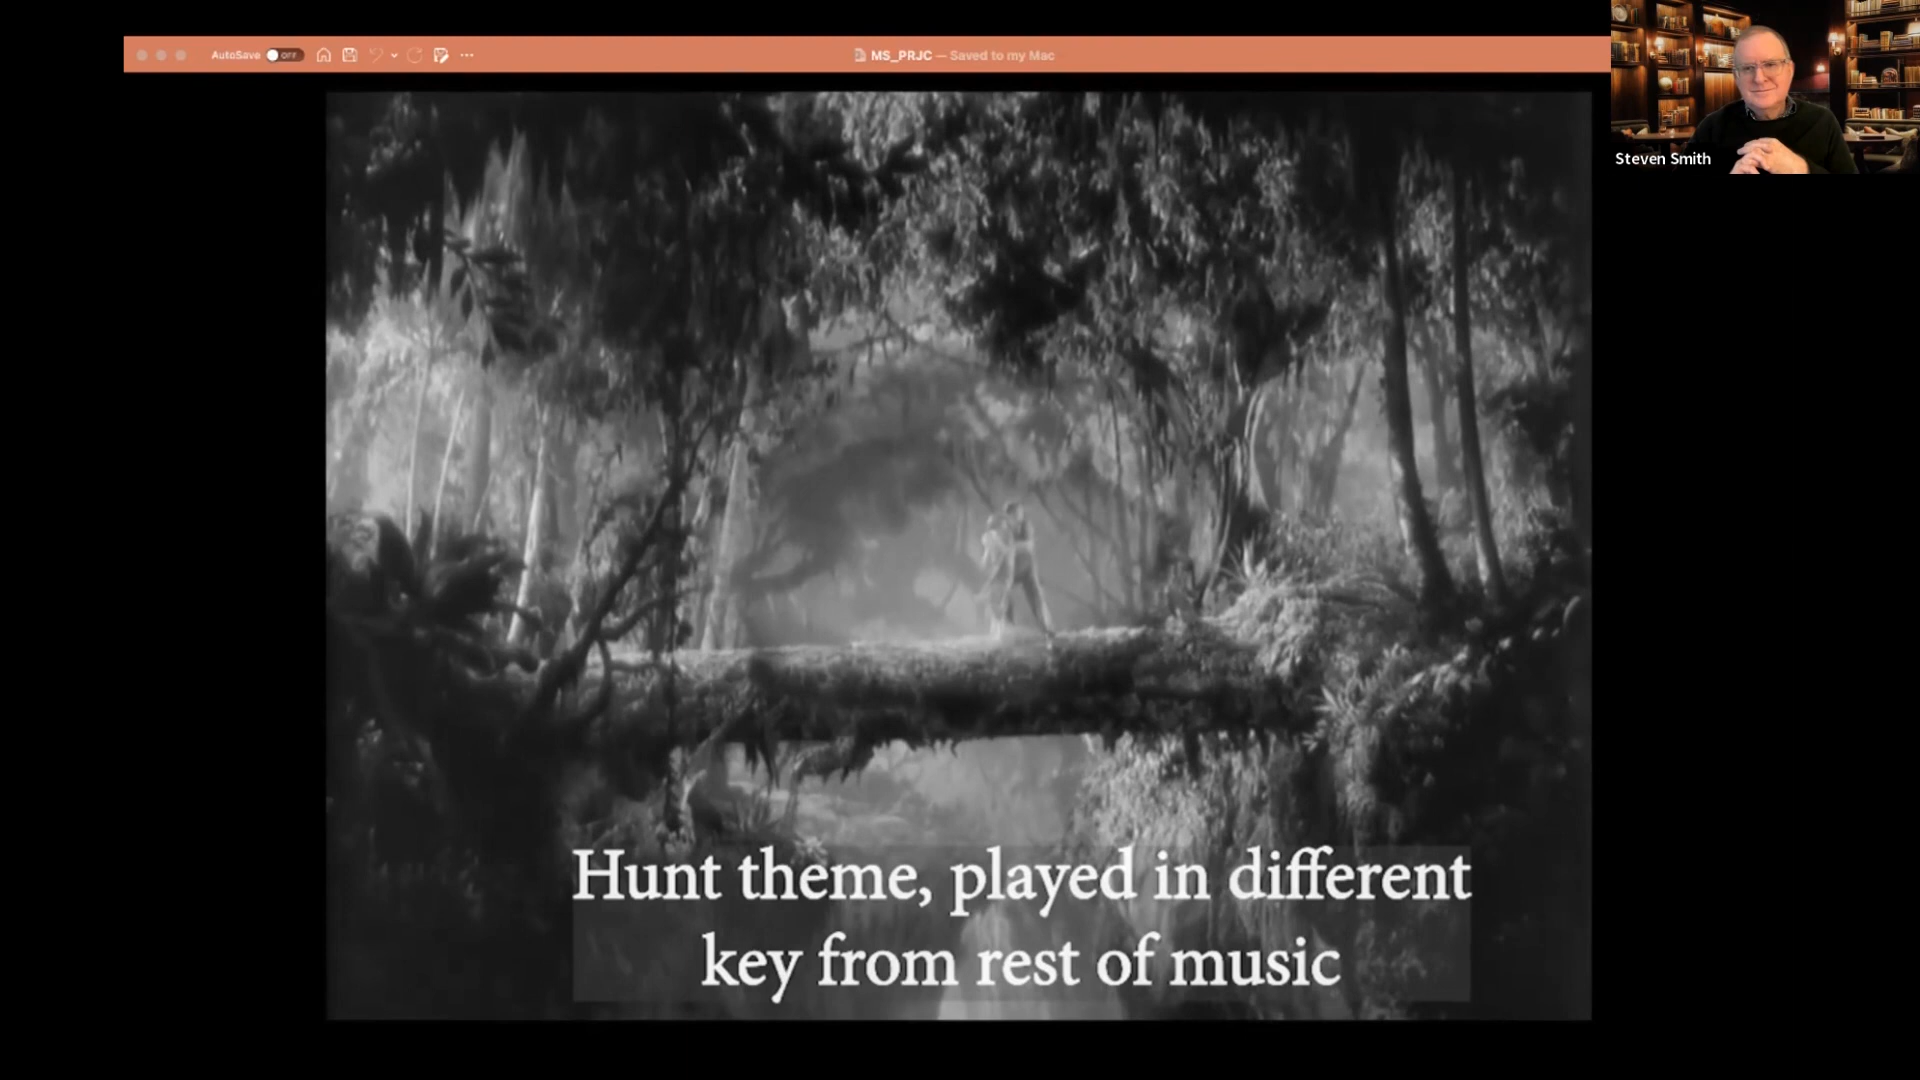 AutoSave OFF
MS_PRJC — Saved to my Mac
Steven Smith
Hunt theme, played in different
key from rest of music